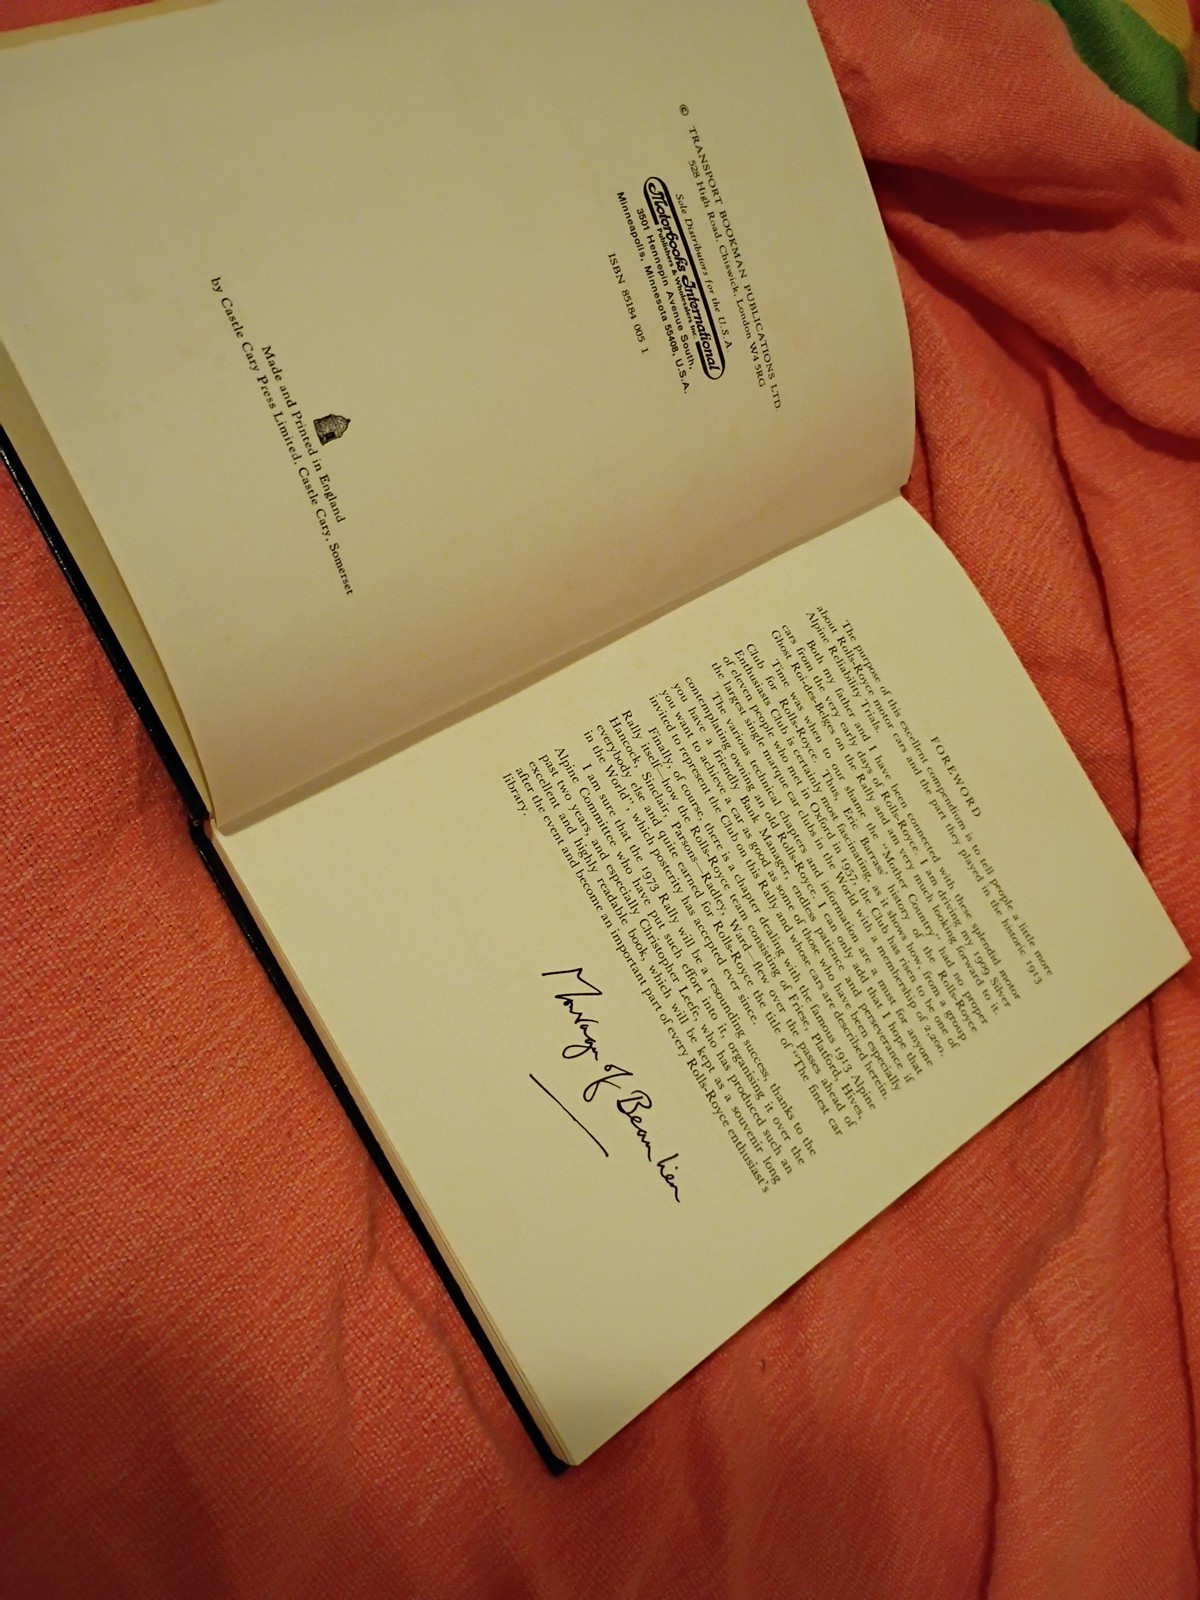 © TRANSPORT BOOKMAN PUBLICATIONS LTD.
528 High Road, Chiswick, London W4 5RG
Sole Distributors for the U.S.A.
Motorbooks International
Publishers & Wholesalers Inc.
3501 Hennepin Avenue South,
Minneapolis, Minnesota 55408, U.S.A.
ISBN 85184 005 1
Made and Printed in England
by Castle Cary Press Limited, Castle Cary, Somerset
FOREWORD
The purpose of this excellent compendium is to tell people a little more
about Rolls-Royce motor cars and the part they played in the historic 1913
Alpine Reliability Trials.
Both my father and I have been connected with these splendid motor
cars from the very early days of Rolls-Royce. I am driving my 1909 Silver
Ghost Roi-des-Belges on the Rally and am very much looking forward to it.
Time was when to our shame the "Mother Country" had no proper
Club for Rolls-Royce. Thus, Eric Barrass' history of the Rolls-Royce
Enthusiasts Club is certainly most fascinating, as it shows how, from a group
of eleven people who met in Oxford in 1957, the Club has risen to be one of
the largest single marque car clubs in the World with a membership of 2,200.
The various technical chapters and information are a must for anyone
contemplating owning an old Rolls-Royce. I can only add that I hope that
you have a friendly Bank Manager, endless patience and perseverance if
you want to achieve a car as good as some of those who have been especially
invited to represent the Club on this Rally and whose cars are described herein.
Finally, of course, there is a chapter dealing with the famous 1913 Alpine
Rally itself—how the Rolls-Royce team consisting of Friese, Platford, Hives,
Hancock, Sinclair, Parsons—Radley, Ward—flew over the passes ahead of
everybody else and quite earned for Rolls-Royce the title of "The finest car
in the World", which posterity has accepted ever since.
I am sure that the 1973 Rally will be a resounding success, thanks to the
Alpine Committee who have put such effort into it, organising it over the
past two years, and especially Christopher Leefe, who has produced such an
excellent and highly readable book, which will be kept as a souvenir long
after the event and become an important part of every Rolls-Royce enthusiast's
library.
Montagu of Beaulieu